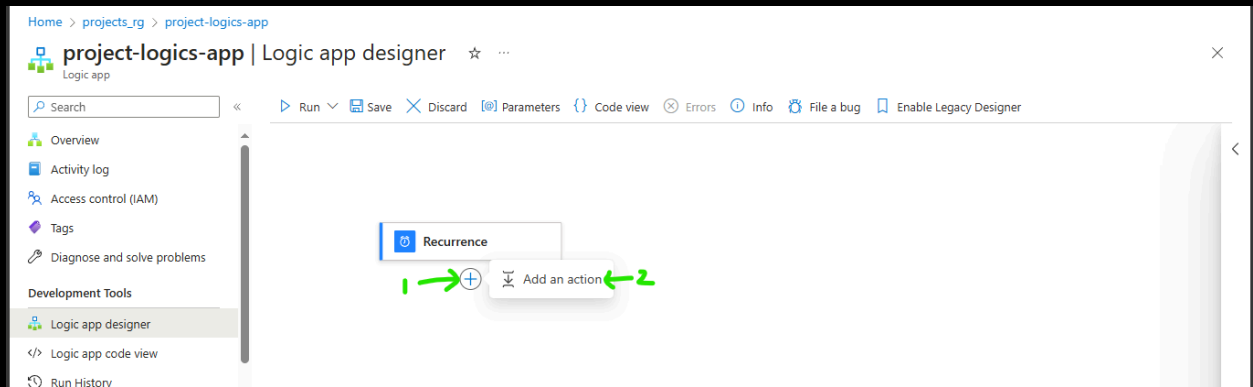 Home > projects_rg > project-logics-app
project-logics-app | Logic app designer ☆ ...
Logic app
Search
Run Save Discard [@] Parameters {} Code view Errors Info File a bug Enable Legacy Designer
Overview
Activity log
Access control (IAM)
Tags
Diagnose and solve problems
Development Tools
Logic app designer
Logic app code view
Run History
Recurrence
1 Add an action 2